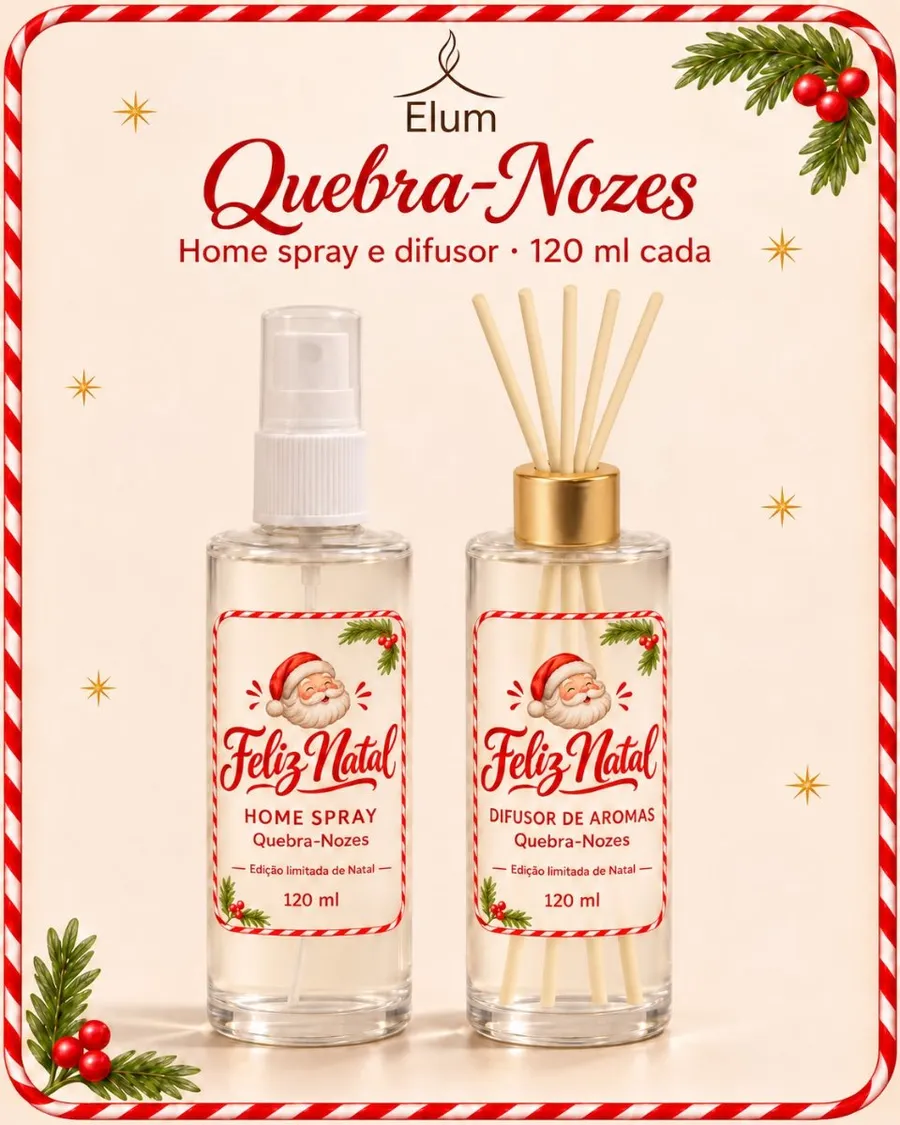 Elum
Quebra-Nozes
Home spray e difusor · 120 ml cada
Feliz Natal
HOME SPRAY
Quebra-Nozes
Edição limitada de Natal
120 ml
Feliz Natal
DIFUSOR DE AROMAS
Quebra-Nozes
Edição limitada de Natal
120 ml